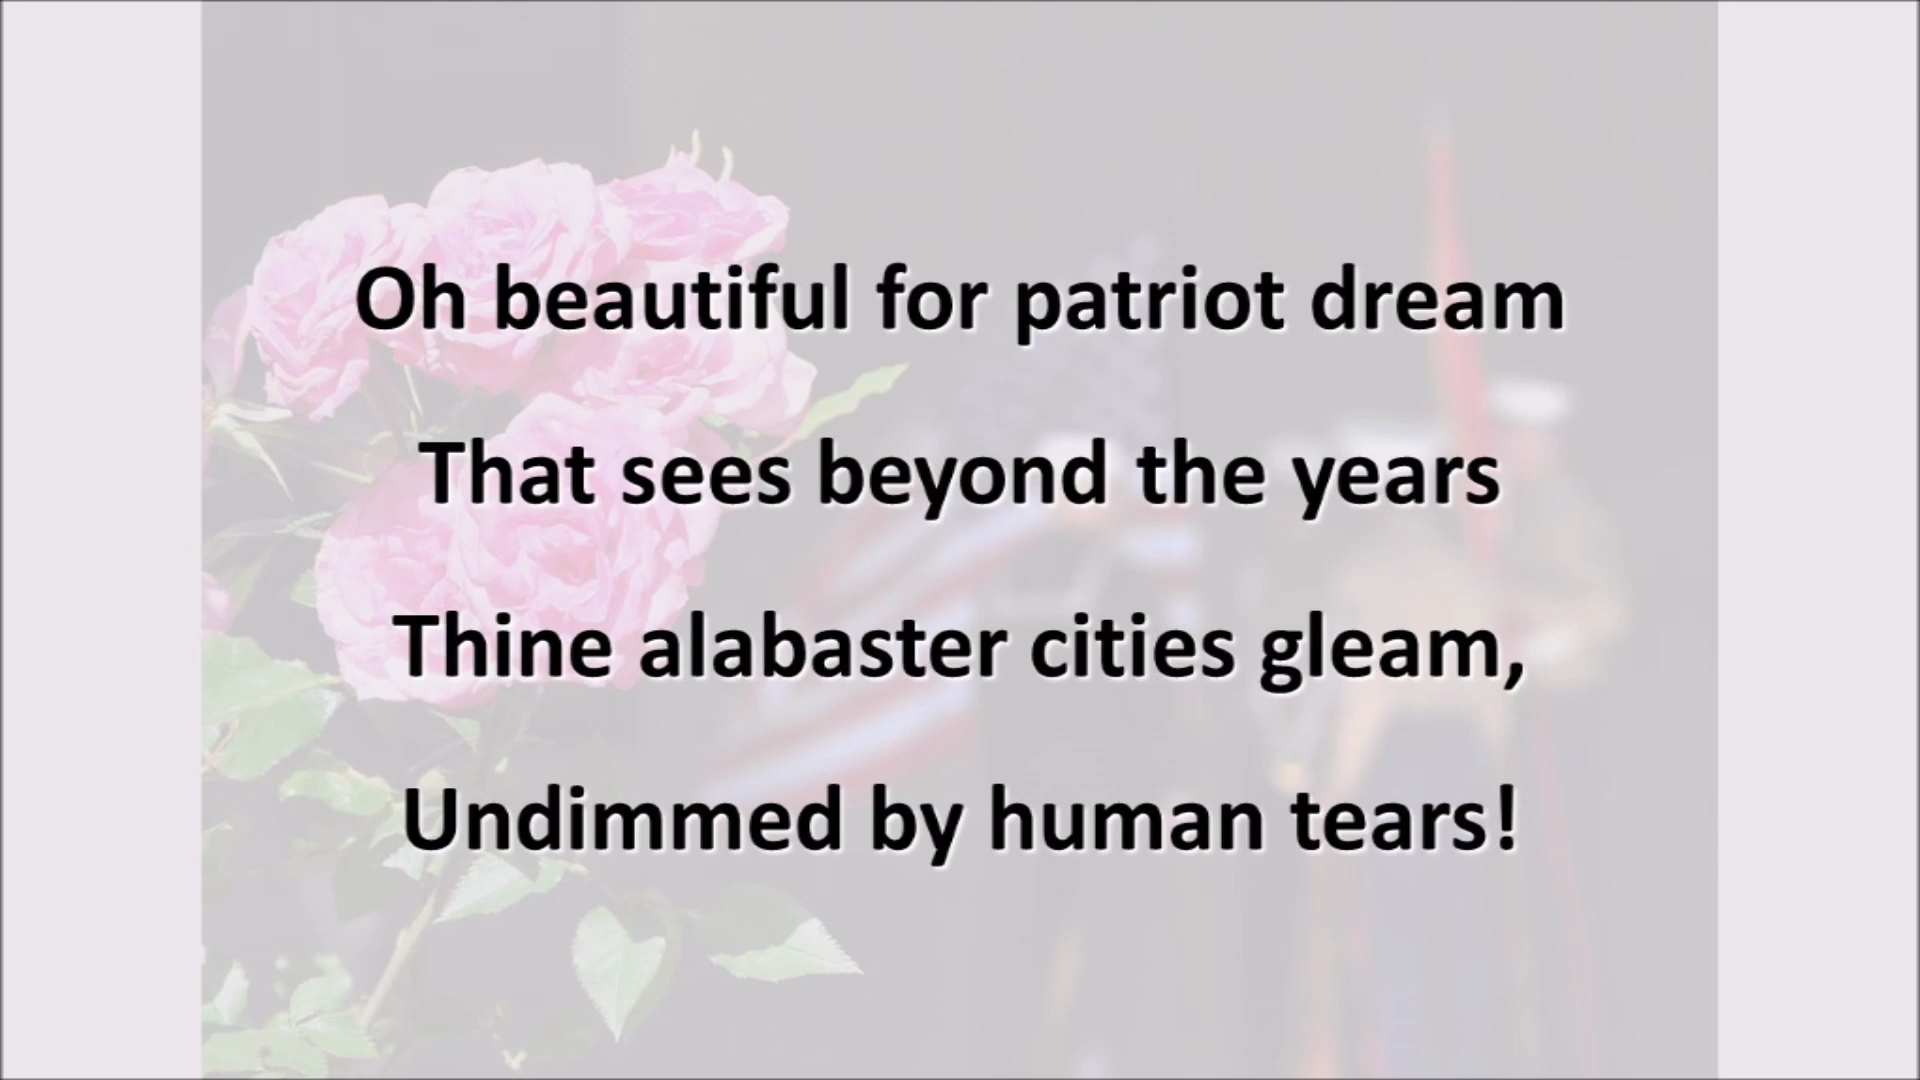 Oh beautiful for patriot dream
That sees beyond the years
Thine alabaster cities gleam,
Undimmed by human tears!